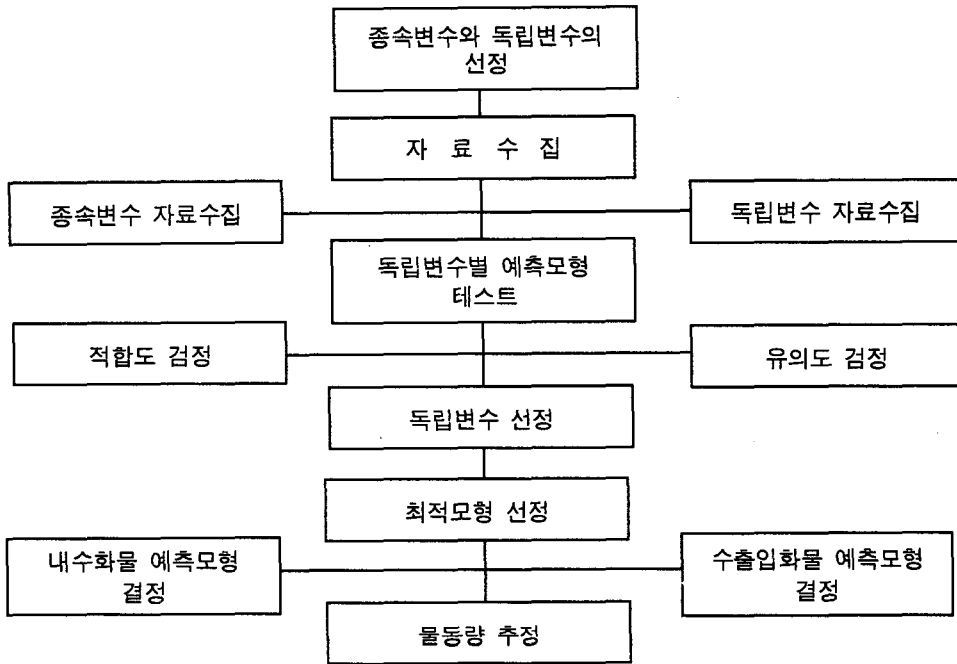 종속변수와 독립변수의
선정
자 료 수 집
종속변수 자료수집
독립변수 자료수집
독립변수별 예측모형
테스트
적합도 검정
유의도 검정
독립변수 선정
최적모형 선정
내수화물 예측모형
결정
수출입화물 예측모형
결정
물동량 추정